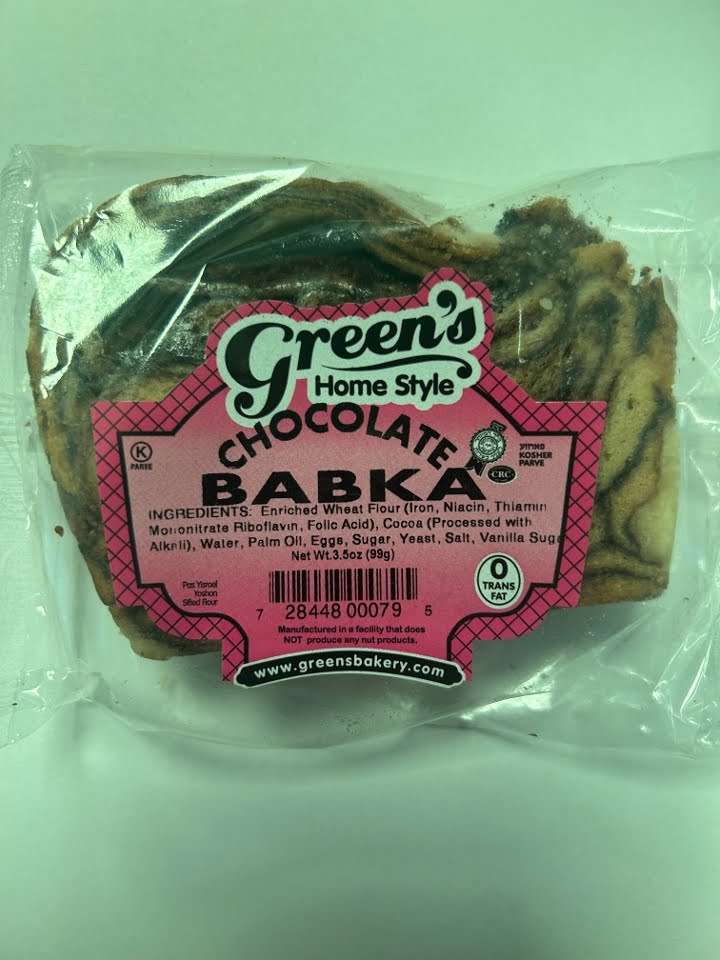 Green's
Home Style
CHOCOLATE
BABKA
K
PARVE
KOSHER
PARVE
CRC
INGREDIENTS: Enriched Wheat Flour (Iron, Niacin, Thiamin
Mononitrate Riboflavin, Folic Acid), Cocoa (Processed with
Alkali), Water, Palm Oil, Eggs, Sugar, Yeast, Salt, Vanilla Suga
Net Wt.3.5oz (99g)
Pas Yisroel
Yoshon
Sifted Flour
7 28448 00079 5
0
TRANS
FAT
Manufactured in a facility that does
NOT produce any nut products.
www.greensbakery.com